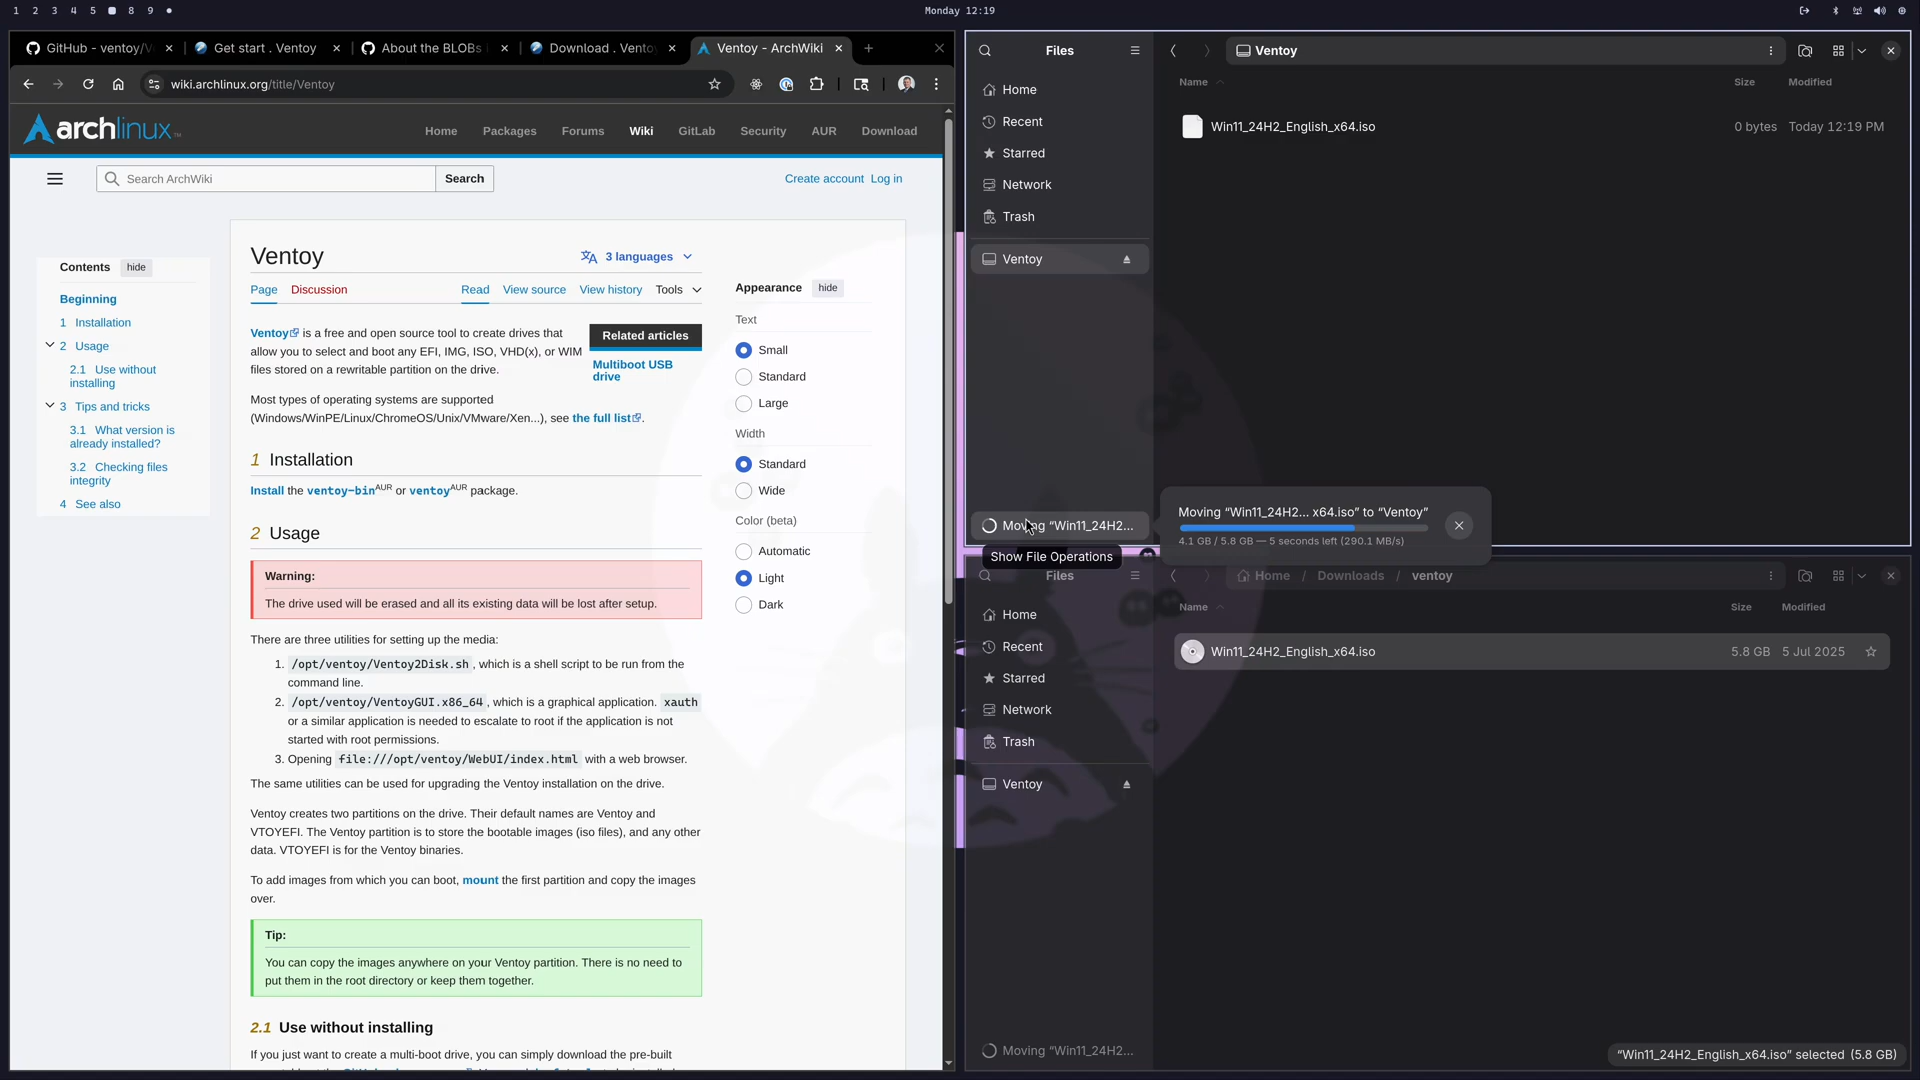 1 2 3 4 5 8 9
Monday 12:19
GitHub - ventoy/V
Get start . Ventoy
About the BLOBs
Download . Vento
Ventoy - ArchWiki
wiki.archlinux.org/title/Ventoy
archlinux™
Home Packages Forums Wiki GitLab Security AUR Download
Search ArchWiki
Search
Create account Log in
Contents hide
Beginning
1 Installation
2 Usage
2.1 Use without
installing
3 Tips and tricks
3.1 What version is
already installed?
3.2 Checking files
integrity
4 See also
Ventoy
3 languages
Page Discussion Read View source View history Tools
Ventoy is a free and open source tool to create drives that
allow you to select and boot any EFI, IMG, ISO, VHD(x), or WIM
files stored on a rewritable partition on the drive.
Related articles
Multiboot USB
drive
Most types of operating systems are supported
(Windows/WinPE/Linux/ChromeOS/Unix/VMware/Xen...), see the full list.
1 Installation
Install the ventoy-binAUR or ventoyAUR package.
2 Usage
Warning:
The drive used will be erased and all its existing data will be lost after setup.
There are three utilities for setting up the media:
1. /opt/ventoy/Ventoy2Disk.sh , which is a shell script to be run from the
command line.
2. /opt/ventoy/VentoyGUI.x86_64 , which is a graphical application. xauth
or a similar application is needed to escalate to root if the application is not
started with root permissions.
3. Opening file:///opt/ventoy/WebUI/index.html with a web browser.
The same utilities can be used for upgrading the Ventoy installation on the drive.
Ventoy creates two partitions on the drive. Their default names are Ventoy and
VTOYEFI. The Ventoy partition is to store the bootable images (iso files), and any other
data. VTOYEFI is for the Ventoy binaries.
To add images from which you can boot, mount the first partition and copy the images
over.
Tip:
You can copy the images anywhere on your Ventoy partition. There is no need to
put them in the root directory or keep them together.
2.1 Use without installing
If you just want to create a multi-boot drive, you can simply download the pre-built
Appearance hide
Text
Small
Standard
Large
Width
Standard
Wide
Color (beta)
Automatic
Light
Dark
Files
Home
Recent
Starred
Network
Trash
Ventoy
Moving “Win11_24H2...
Show File Operations
Ventoy
Name Size Modified
Win11_24H2_English_x64.iso 0 bytes Today 12:19 PM
Moving “Win11_24H2... x64.iso” to “Ventoy”
4.1 GB / 5.8 GB — 5 seconds left (290.1 MB/s)
Files
Home
Recent
Starred
Network
Trash
Ventoy
Moving “Win11_24H2...
Home / Downloads / ventoy
Name Size Modified
Win11_24H2_English_x64.iso 5.8 GB 5 Jul 2025
“Win11_24H2_English_x64.iso” selected (5.8 GB)